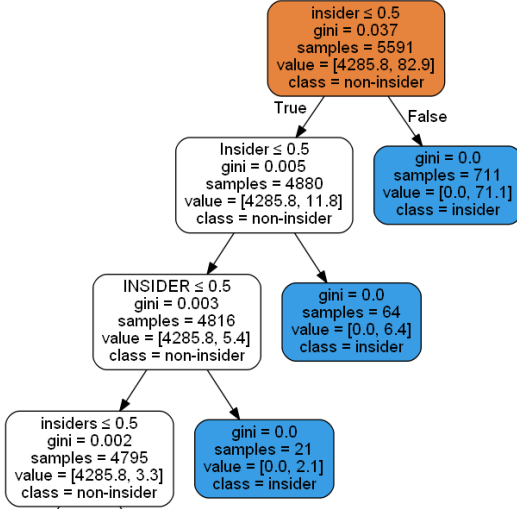 insider ≤ 0.5
gini = 0.037
samples = 5591
value = [4285.8, 82.9]
class = non-insider
True
False
Insider ≤ 0.5
gini = 0.005
samples = 4880
value = [4285.8, 11.8]
class = non-insider
gini = 0.0
samples = 711
value = [0.0, 71.1]
class = insider
INSIDER ≤ 0.5
gini = 0.003
samples = 4816
value = [4285.8, 5.4]
class = non-insider
gini = 0.0
samples = 64
value = [0.0, 6.4]
class = insider
insiders ≤ 0.5
gini = 0.002
samples = 4795
value = [4285.8, 3.3]
class = non-insider
gini = 0.0
samples = 21
value = [0.0, 2.1]
class = insider